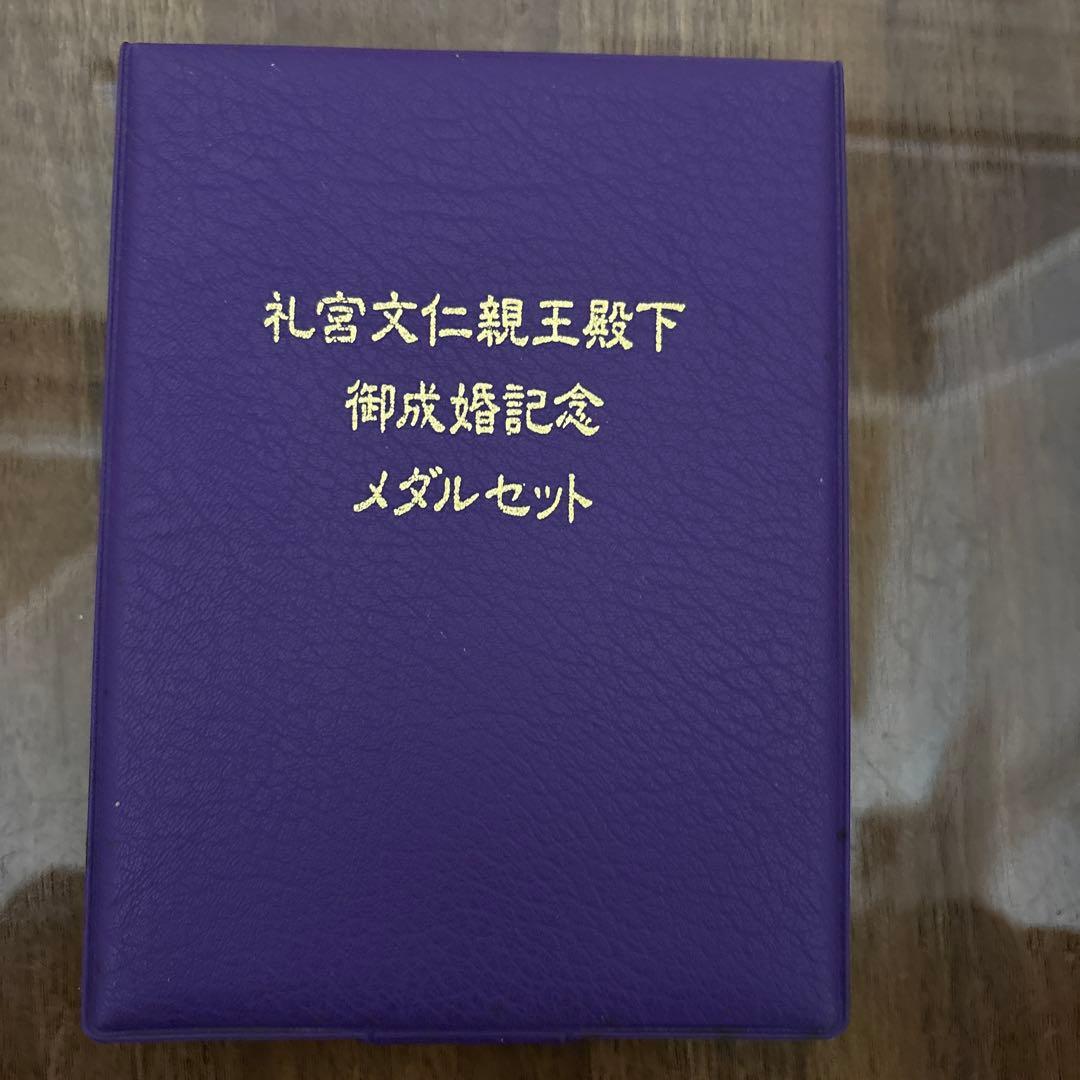 礼宮文仁親王殿下
御成婚記念
メダルセット